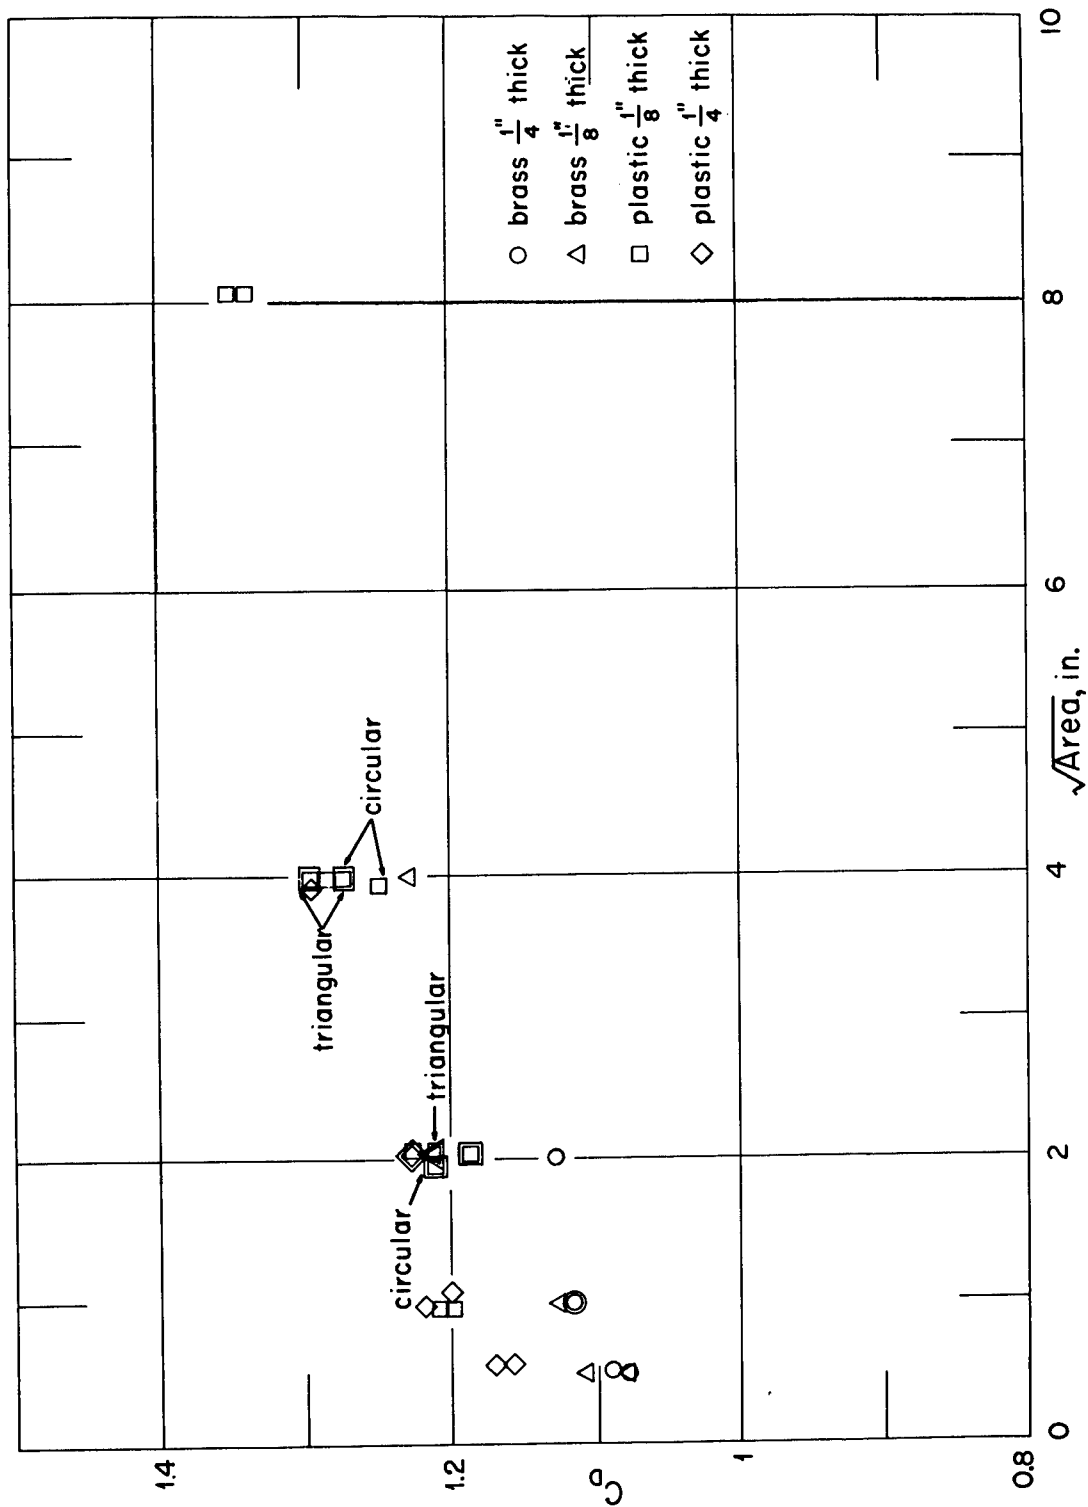 1.4
1.2
C_D
1
0.8
0
2
4
6
8
10
√Area, in.
circular
triangular
triangular
circular
○ brass 1/4" thick
△ brass 1/8" thick
□ plastic 1/8" thick
◇ plastic 1/4" thick